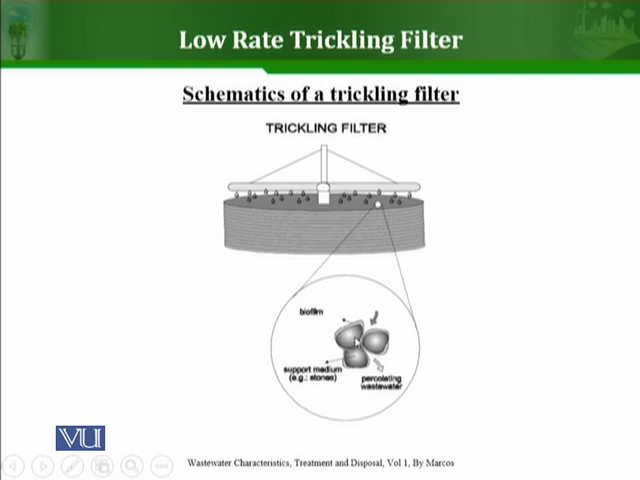 Low Rate Trickling Filter
Schematics of a trickling filter
TRICKLING FILTER
biofilm
support medium
(e.g.: stones)
percolating
wastewater
VU
Wastewater Characteristics, Treatment and Disposal, Vol 1, By Marcos